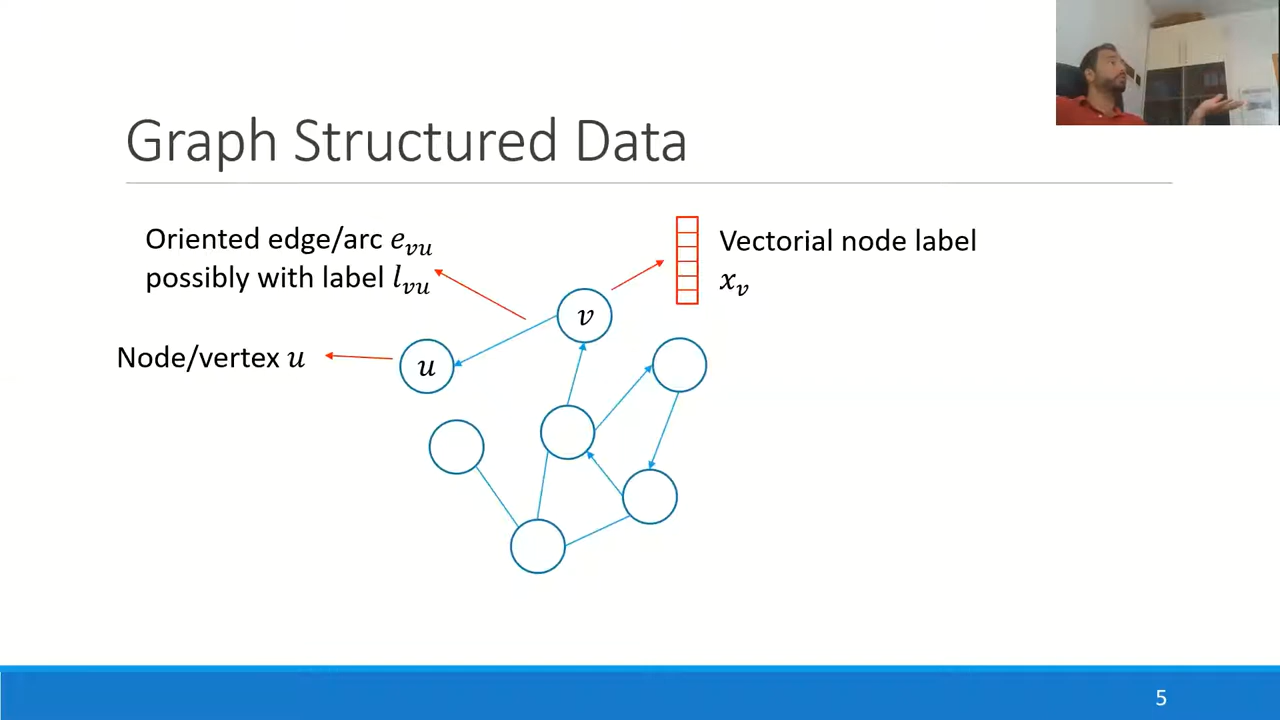 Graph Structured Data
Oriented edge/arc e_vu
possibly with label l_vu
Vectorial node label
x_v
v
Node/vertex u
u
5